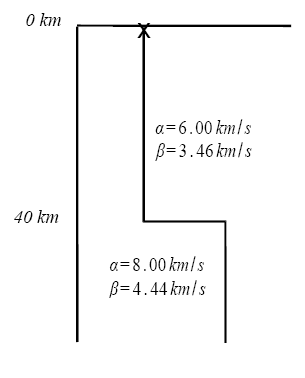 0 km
X
α=6.00 km/s
β=3.46 km/s
40 km
α=8.00 km/s
β=4.44 km/s